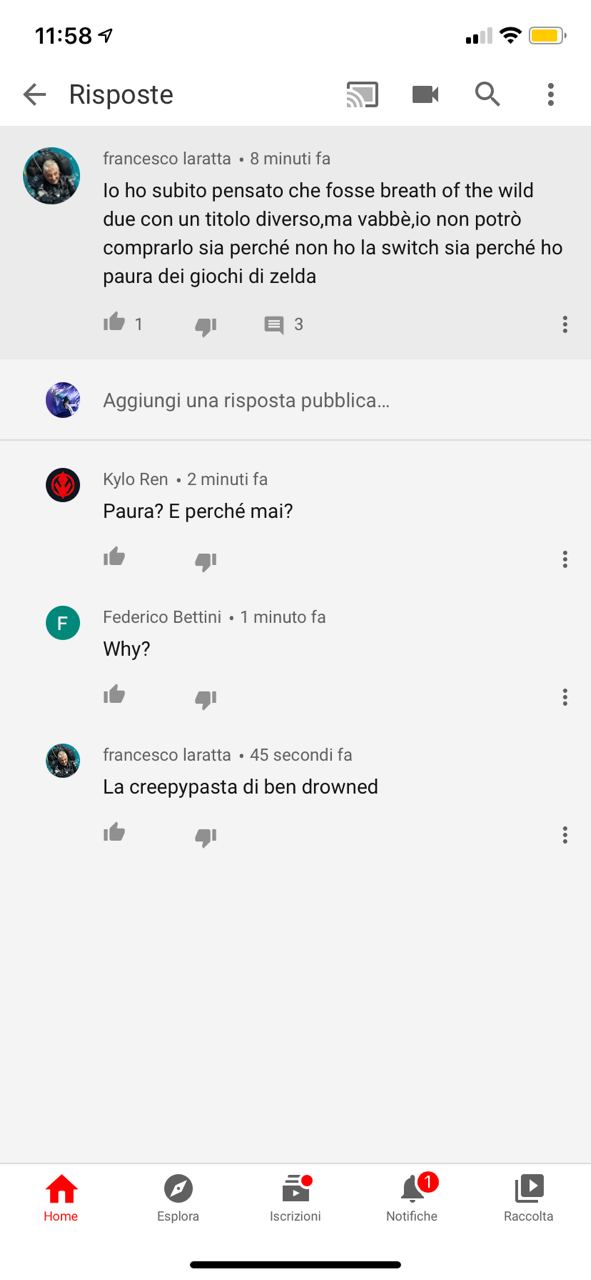 11:58
Risposte
francesco laratta • 8 minuti fa
Io ho subito pensato che fosse breath of the wild
due con un titolo diverso,ma vabbè,io non potrò
comprarlo sia perché non ho la switch sia perché ho
paura dei giochi di zelda
1 3
Aggiungi una risposta pubblica...
Kylo Ren • 2 minuti fa
Paura? E perché mai?
F
Federico Bettini • 1 minuto fa
Why?
francesco laratta • 45 secondi fa
La creepypasta di ben drowned
1
Home Esplora Iscrizioni Notifiche Raccolta